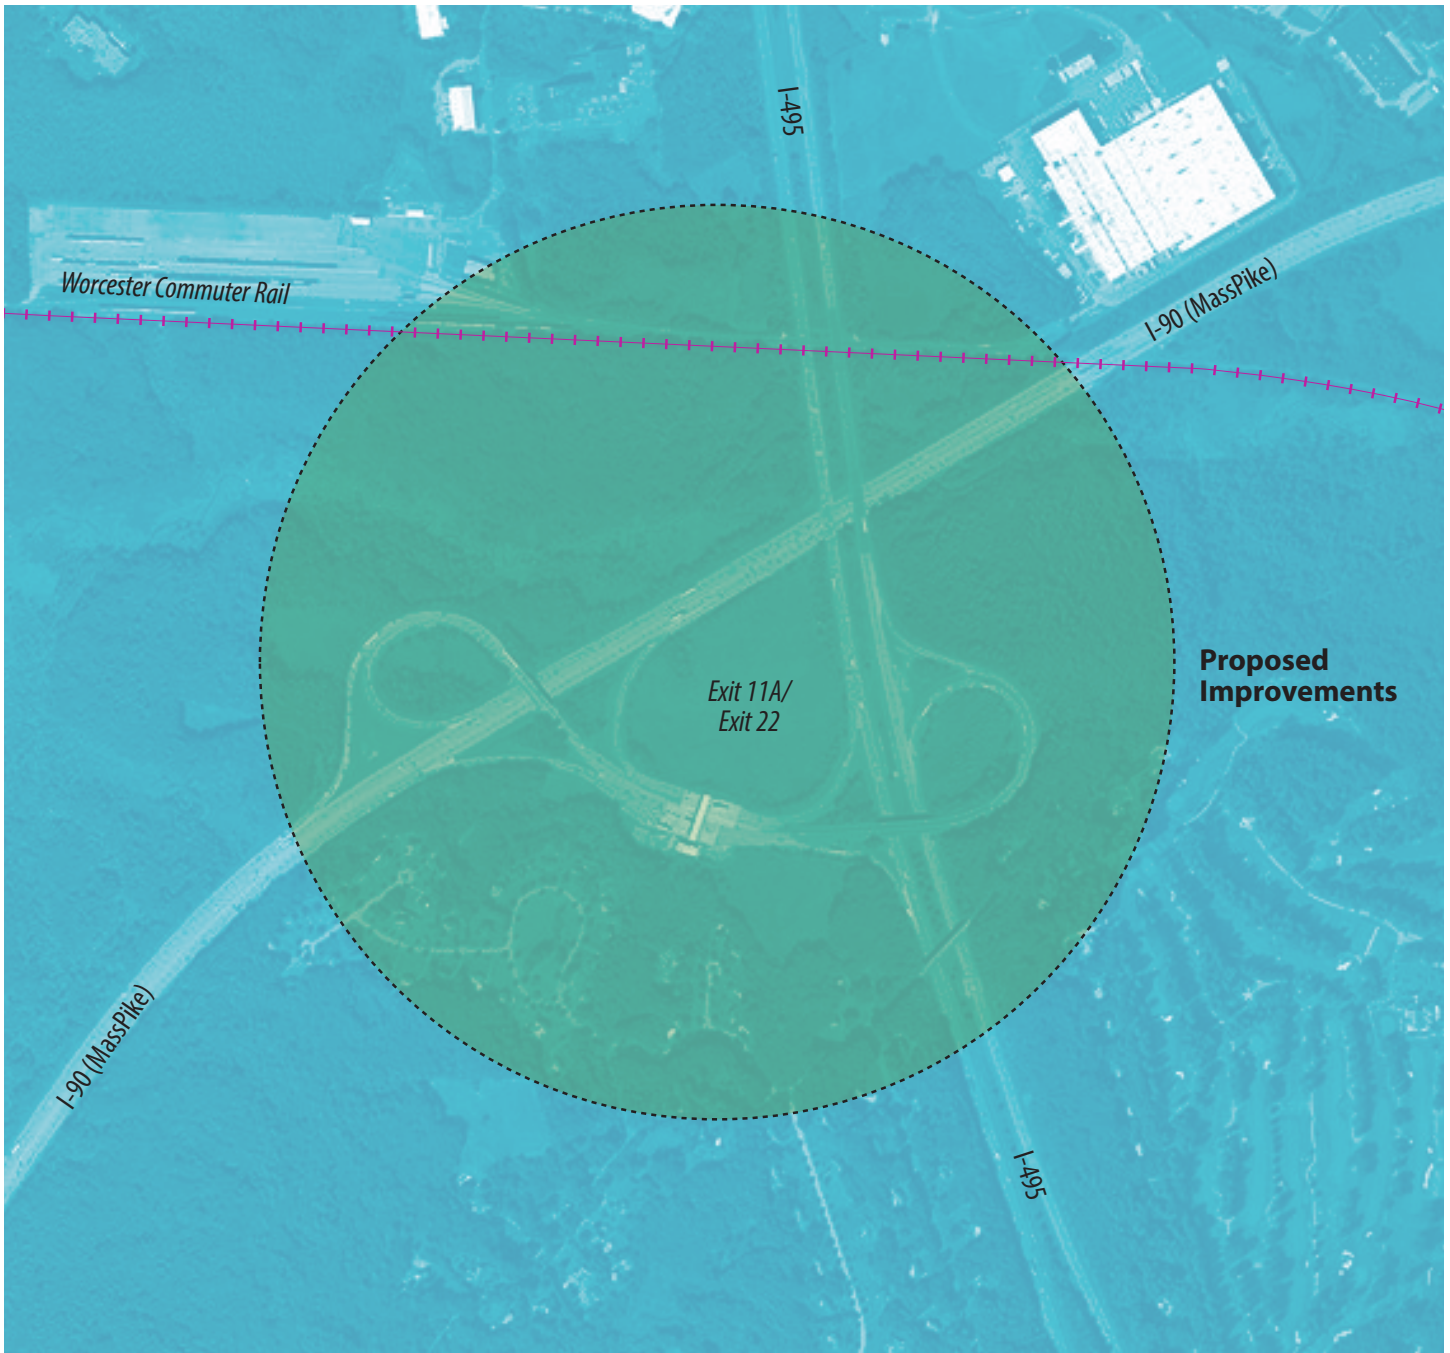 I-495
Worcester Commuter Rail
I-90 (MassPike)
Proposed
Improvements
Exit 11A/
Exit 22
I-90 (MassPike)
I-495